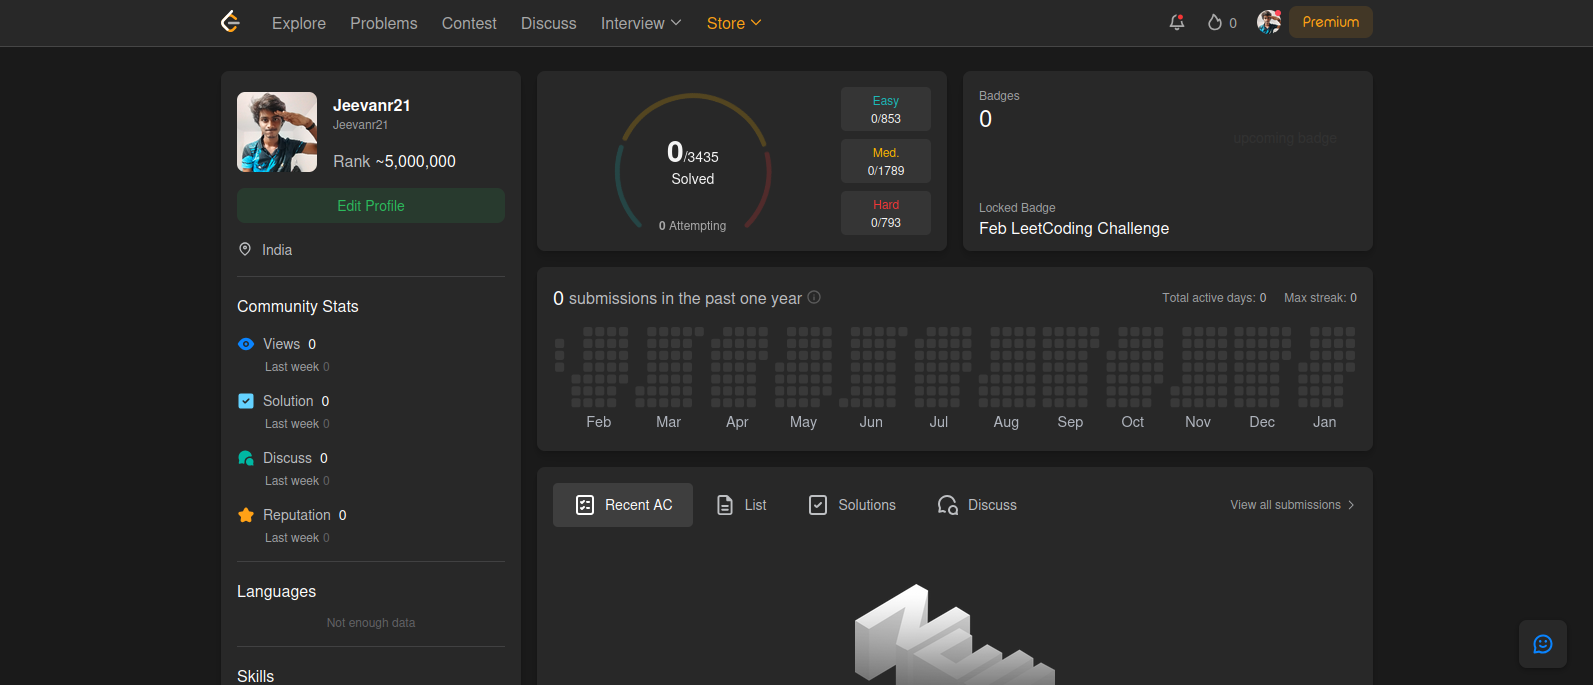 Explore Problems Contest Discuss Interview Store 0 Premium
Jeevanr21
Jeevanr21
Rank ~5,000,000
Edit Profile
India
Community Stats
Views 0
Last week 0
Solution 0
Last week 0
Discuss 0
Last week 0
Reputation 0
Last week 0
Languages
Not enough data
Skills
0/3435
Solved
0 Attempting
Easy
0/853
Med.
0/1789
Hard
0/793
Badges
0
upcoming badge
Locked Badge
Feb LeetCoding Challenge
0 submissions in the past one year
Total active days: 0 Max streak: 0
Feb Mar Apr May Jun Jul Aug Sep Oct Nov Dec Jan
Recent AC List Solutions Discuss View all submissions